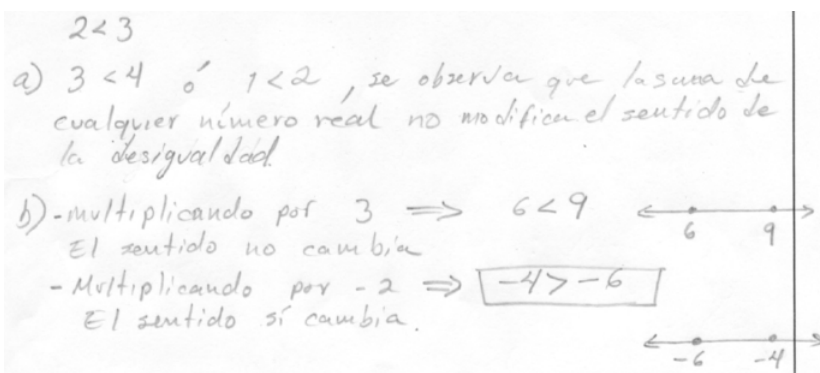 2<3
a) 3<4 ó 1<2, se observa que la suma de
cualquier número real no modifica el sentido de
la desigualdad.
b) - multiplicando por 3 => 6<9
6 9
El sentido no cambia
- Multiplicando por -2 => -4>-6
El sentido sí cambia.
-6 -4